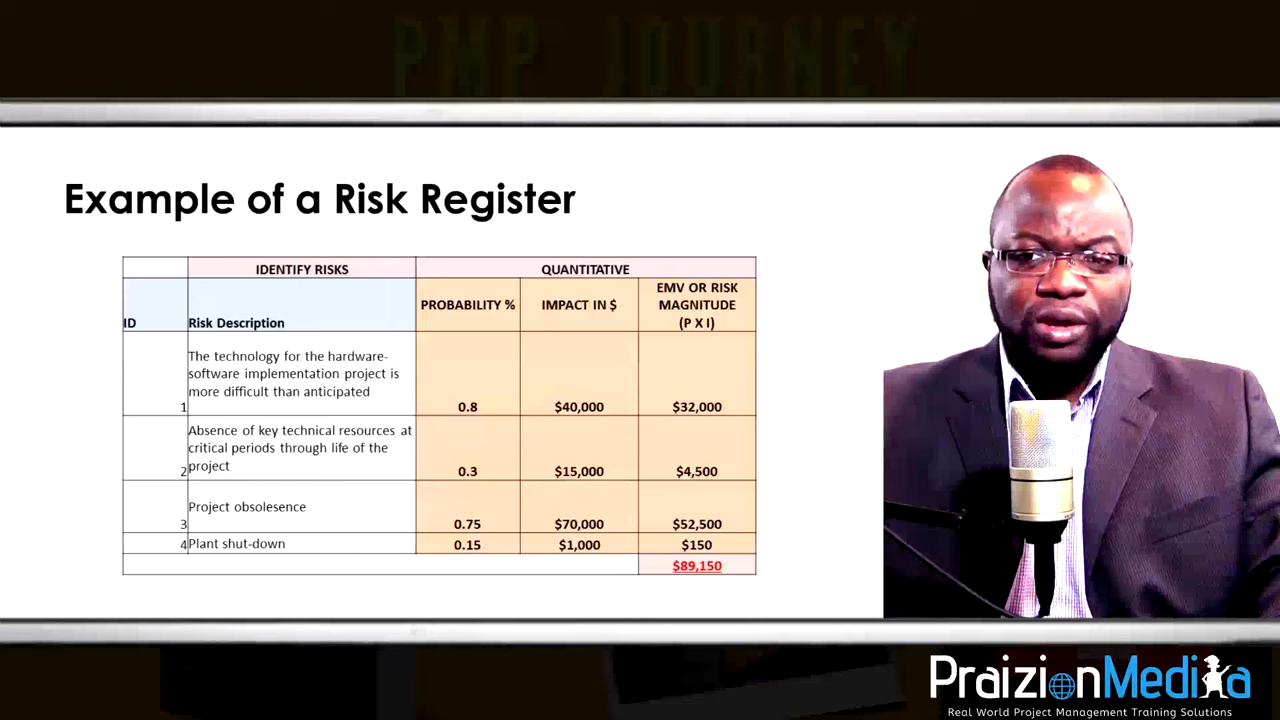 PMP JOURNEY
Example of a Risk Register
IDENTIFY RISKS
QUANTITATIVE
ID
Risk Description
PROBABILITY %
IMPACT IN $
EMV OR RISK
MAGNITUDE
(P X I)
The technology for the hardware-
software implementation project is
more difficult than anticipated
1
0.8
$40,000
$32,000
Absence of key technical resources at
critical periods through life of the
project
2
0.3
$15,000
$4,500
Project obsolesence
3
0.75
$70,000
$52,500
4
Plant shut-down
0.15
$1,000
$150
$89,150
PraizionMedia
Real World Project Management Training Solutions